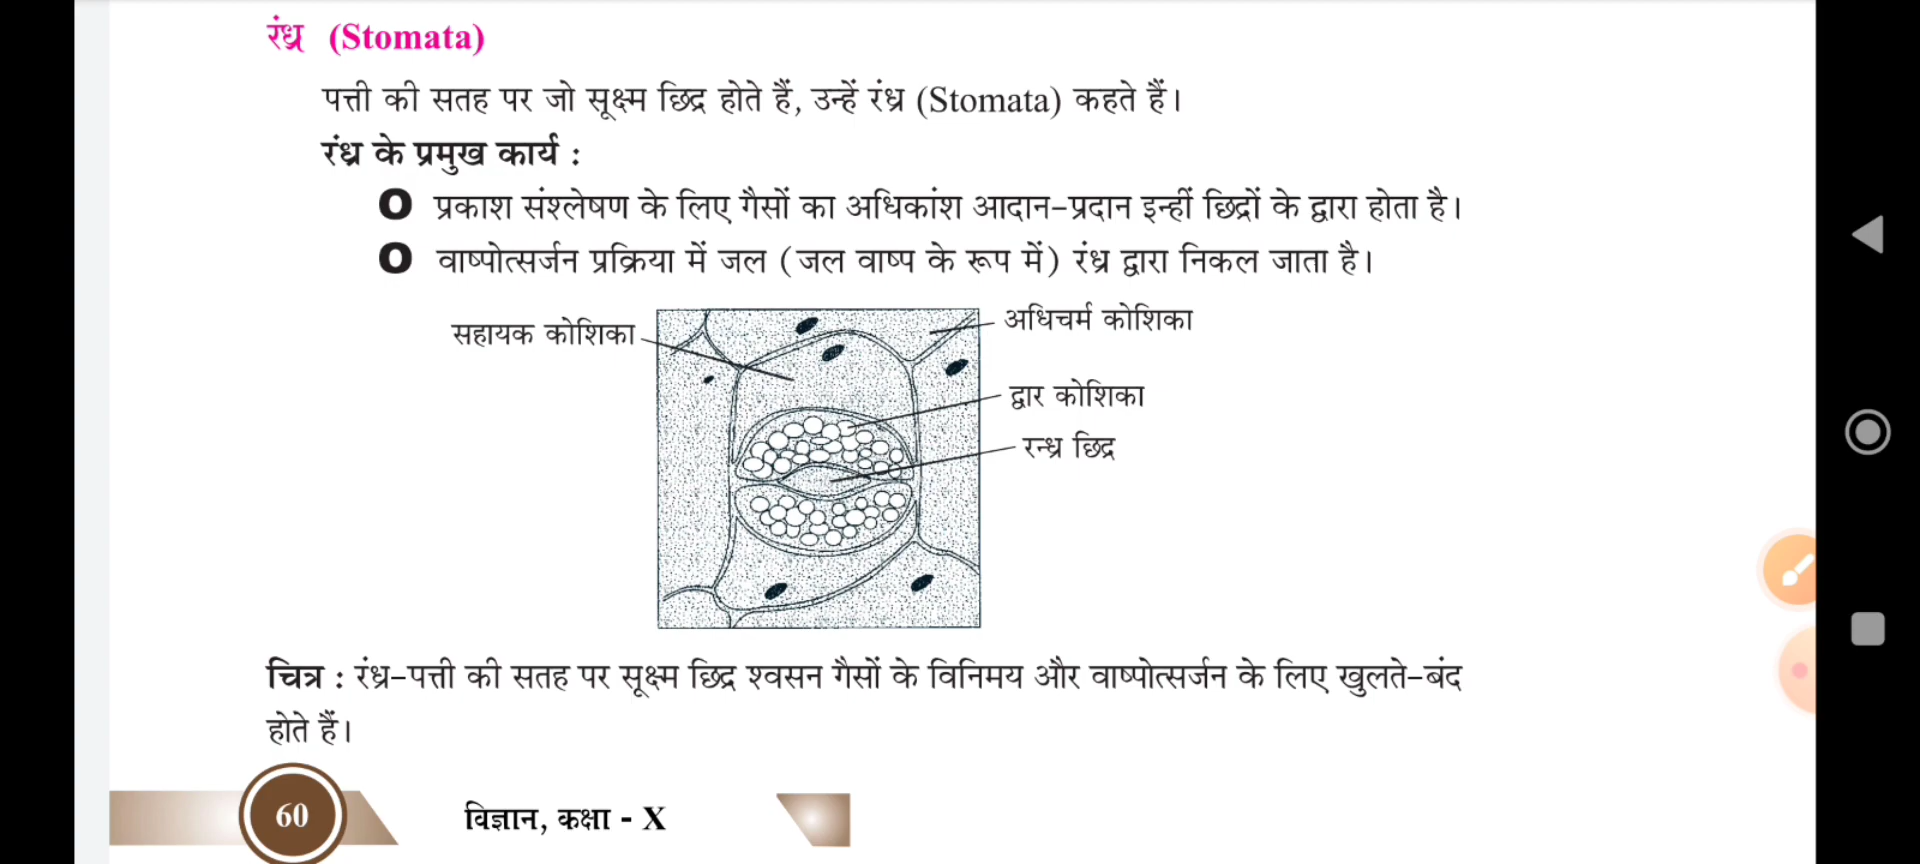 रंध्र (Stomata)
पत्ती की सतह पर जो सूक्ष्म छिद्र होते हैं, उन्हें रंध्र (Stomata) कहते हैं।
रंध्र के प्रमुख कार्य :
प्रकाश संश्लेषण के लिए गैसों का अधिकांश आदान-प्रदान इन्हीं छिद्रों के द्वारा होता है।
वाष्पोत्सर्जन प्रक्रिया में जल (जल वाष्प के रूप में) रंध्र द्वारा निकल जाता है।
सहायक कोशिका
अधिचर्म कोशिका
द्वार कोशिका
रन्ध्र छिद्र
चित्र : रंध्र-पत्ती की सतह पर सूक्ष्म छिद्र श्वसन गैसों के विनिमय और वाष्पोत्सर्जन के लिए खुलते-बंद
होते हैं।
60
विज्ञान, कक्षा - X